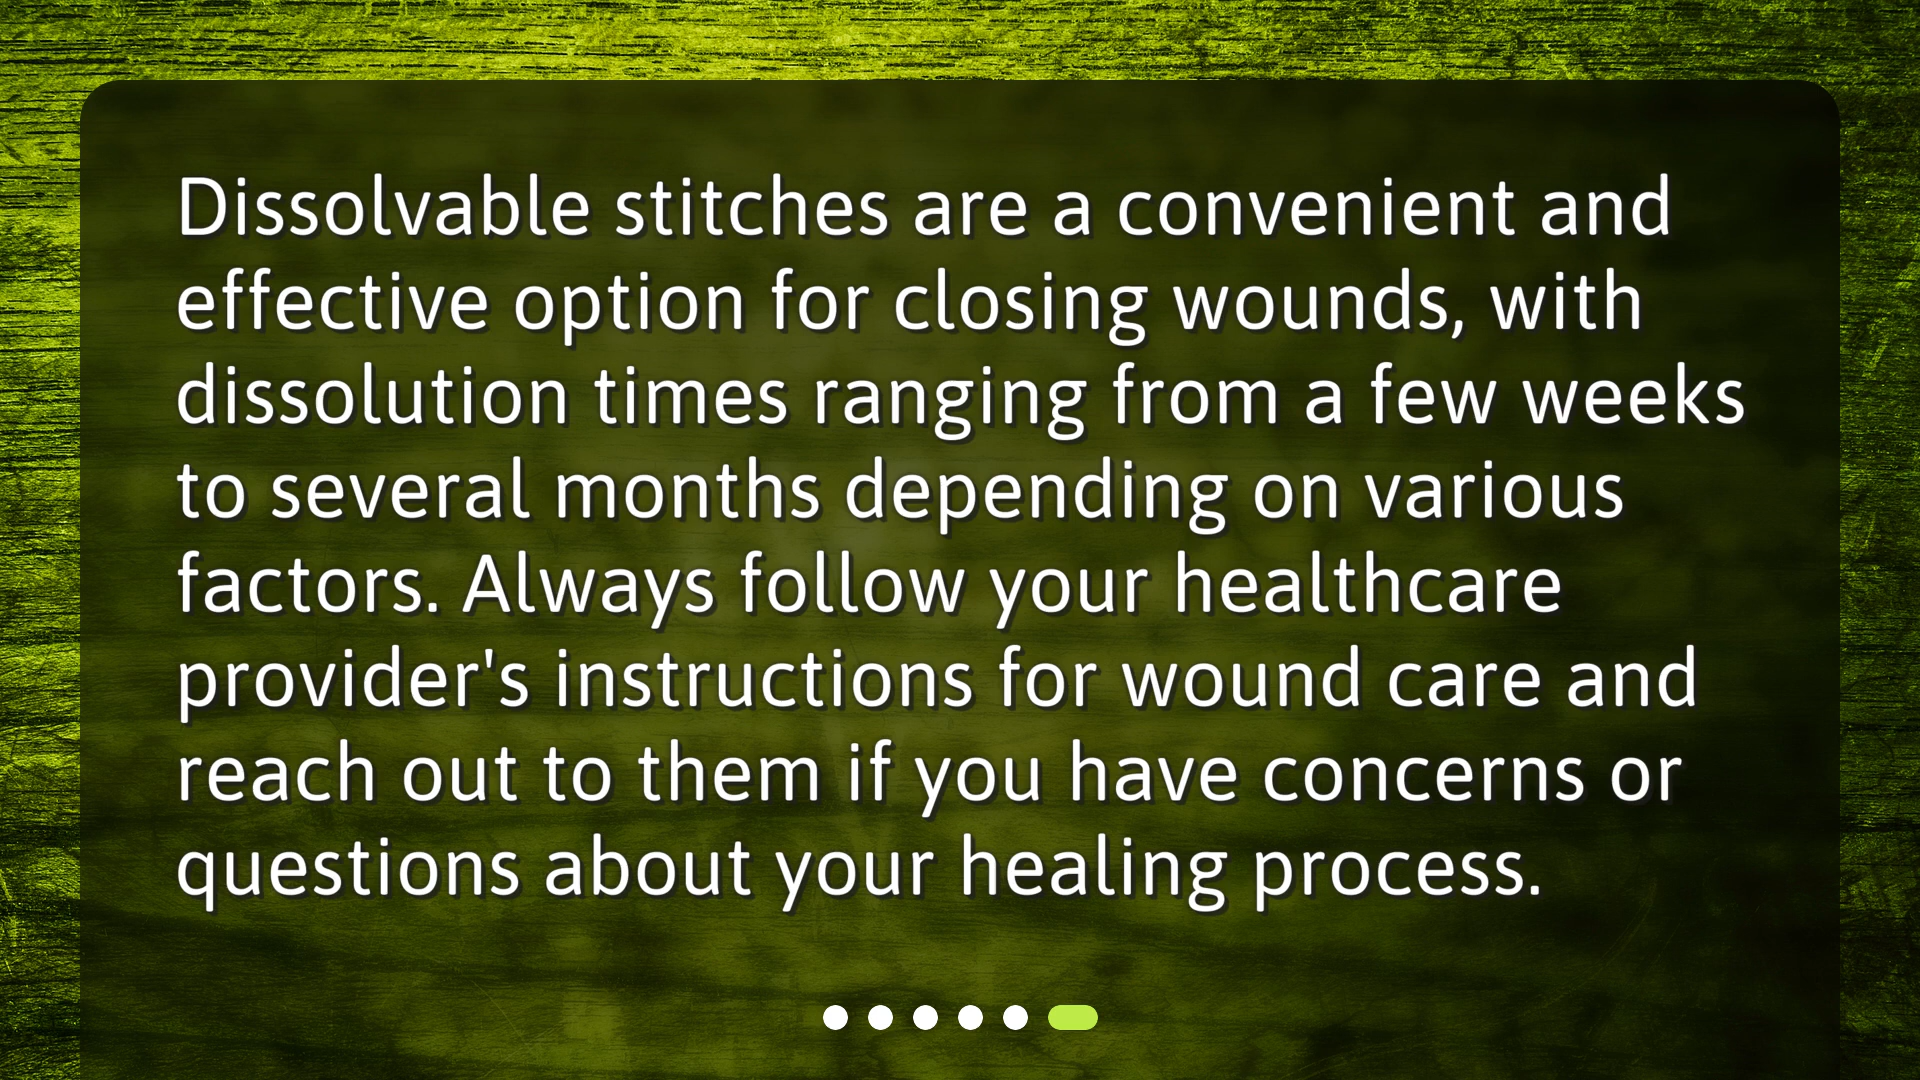 Dissolvable stitches are a convenient and
effective option for closing wounds, with
dissolution times ranging from a few weeks
to several months depending on various
factors. Always follow your healthcare
provider's instructions for wound care and
reach out to them if you have concerns or
questions about your healing process.